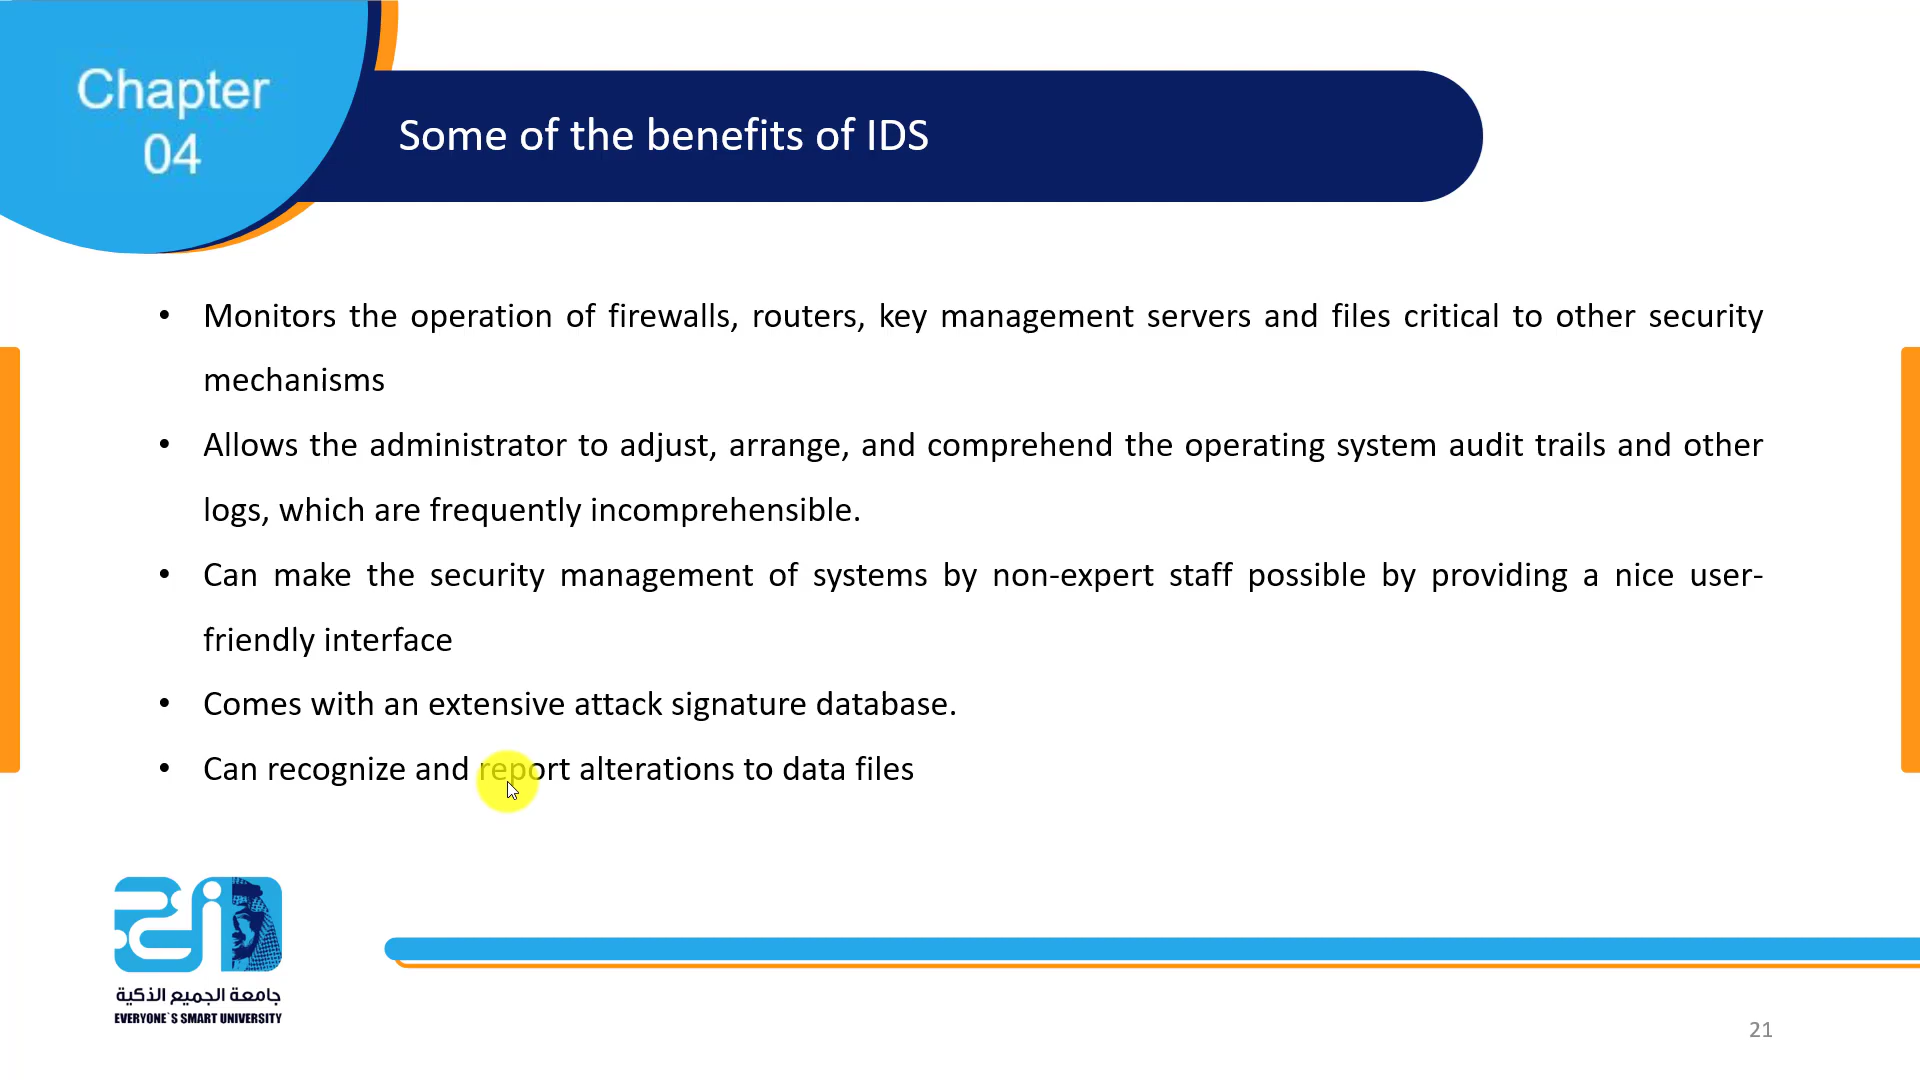 Chapter
04
Some of the benefits of IDS
• Monitors the operation of firewalls, routers, key management servers and files critical to other security
mechanisms
• Allows the administrator to adjust, arrange, and comprehend the operating system audit trails and other
logs, which are frequently incomprehensible.
• Can make the security management of systems by non-expert staff possible by providing a nice user-
friendly interface
• Comes with an extensive attack signature database.
• Can recognize and report alterations to data files
جامعة الجميع الذكية
EVERYONE`S SMART UNIVERSITY
21